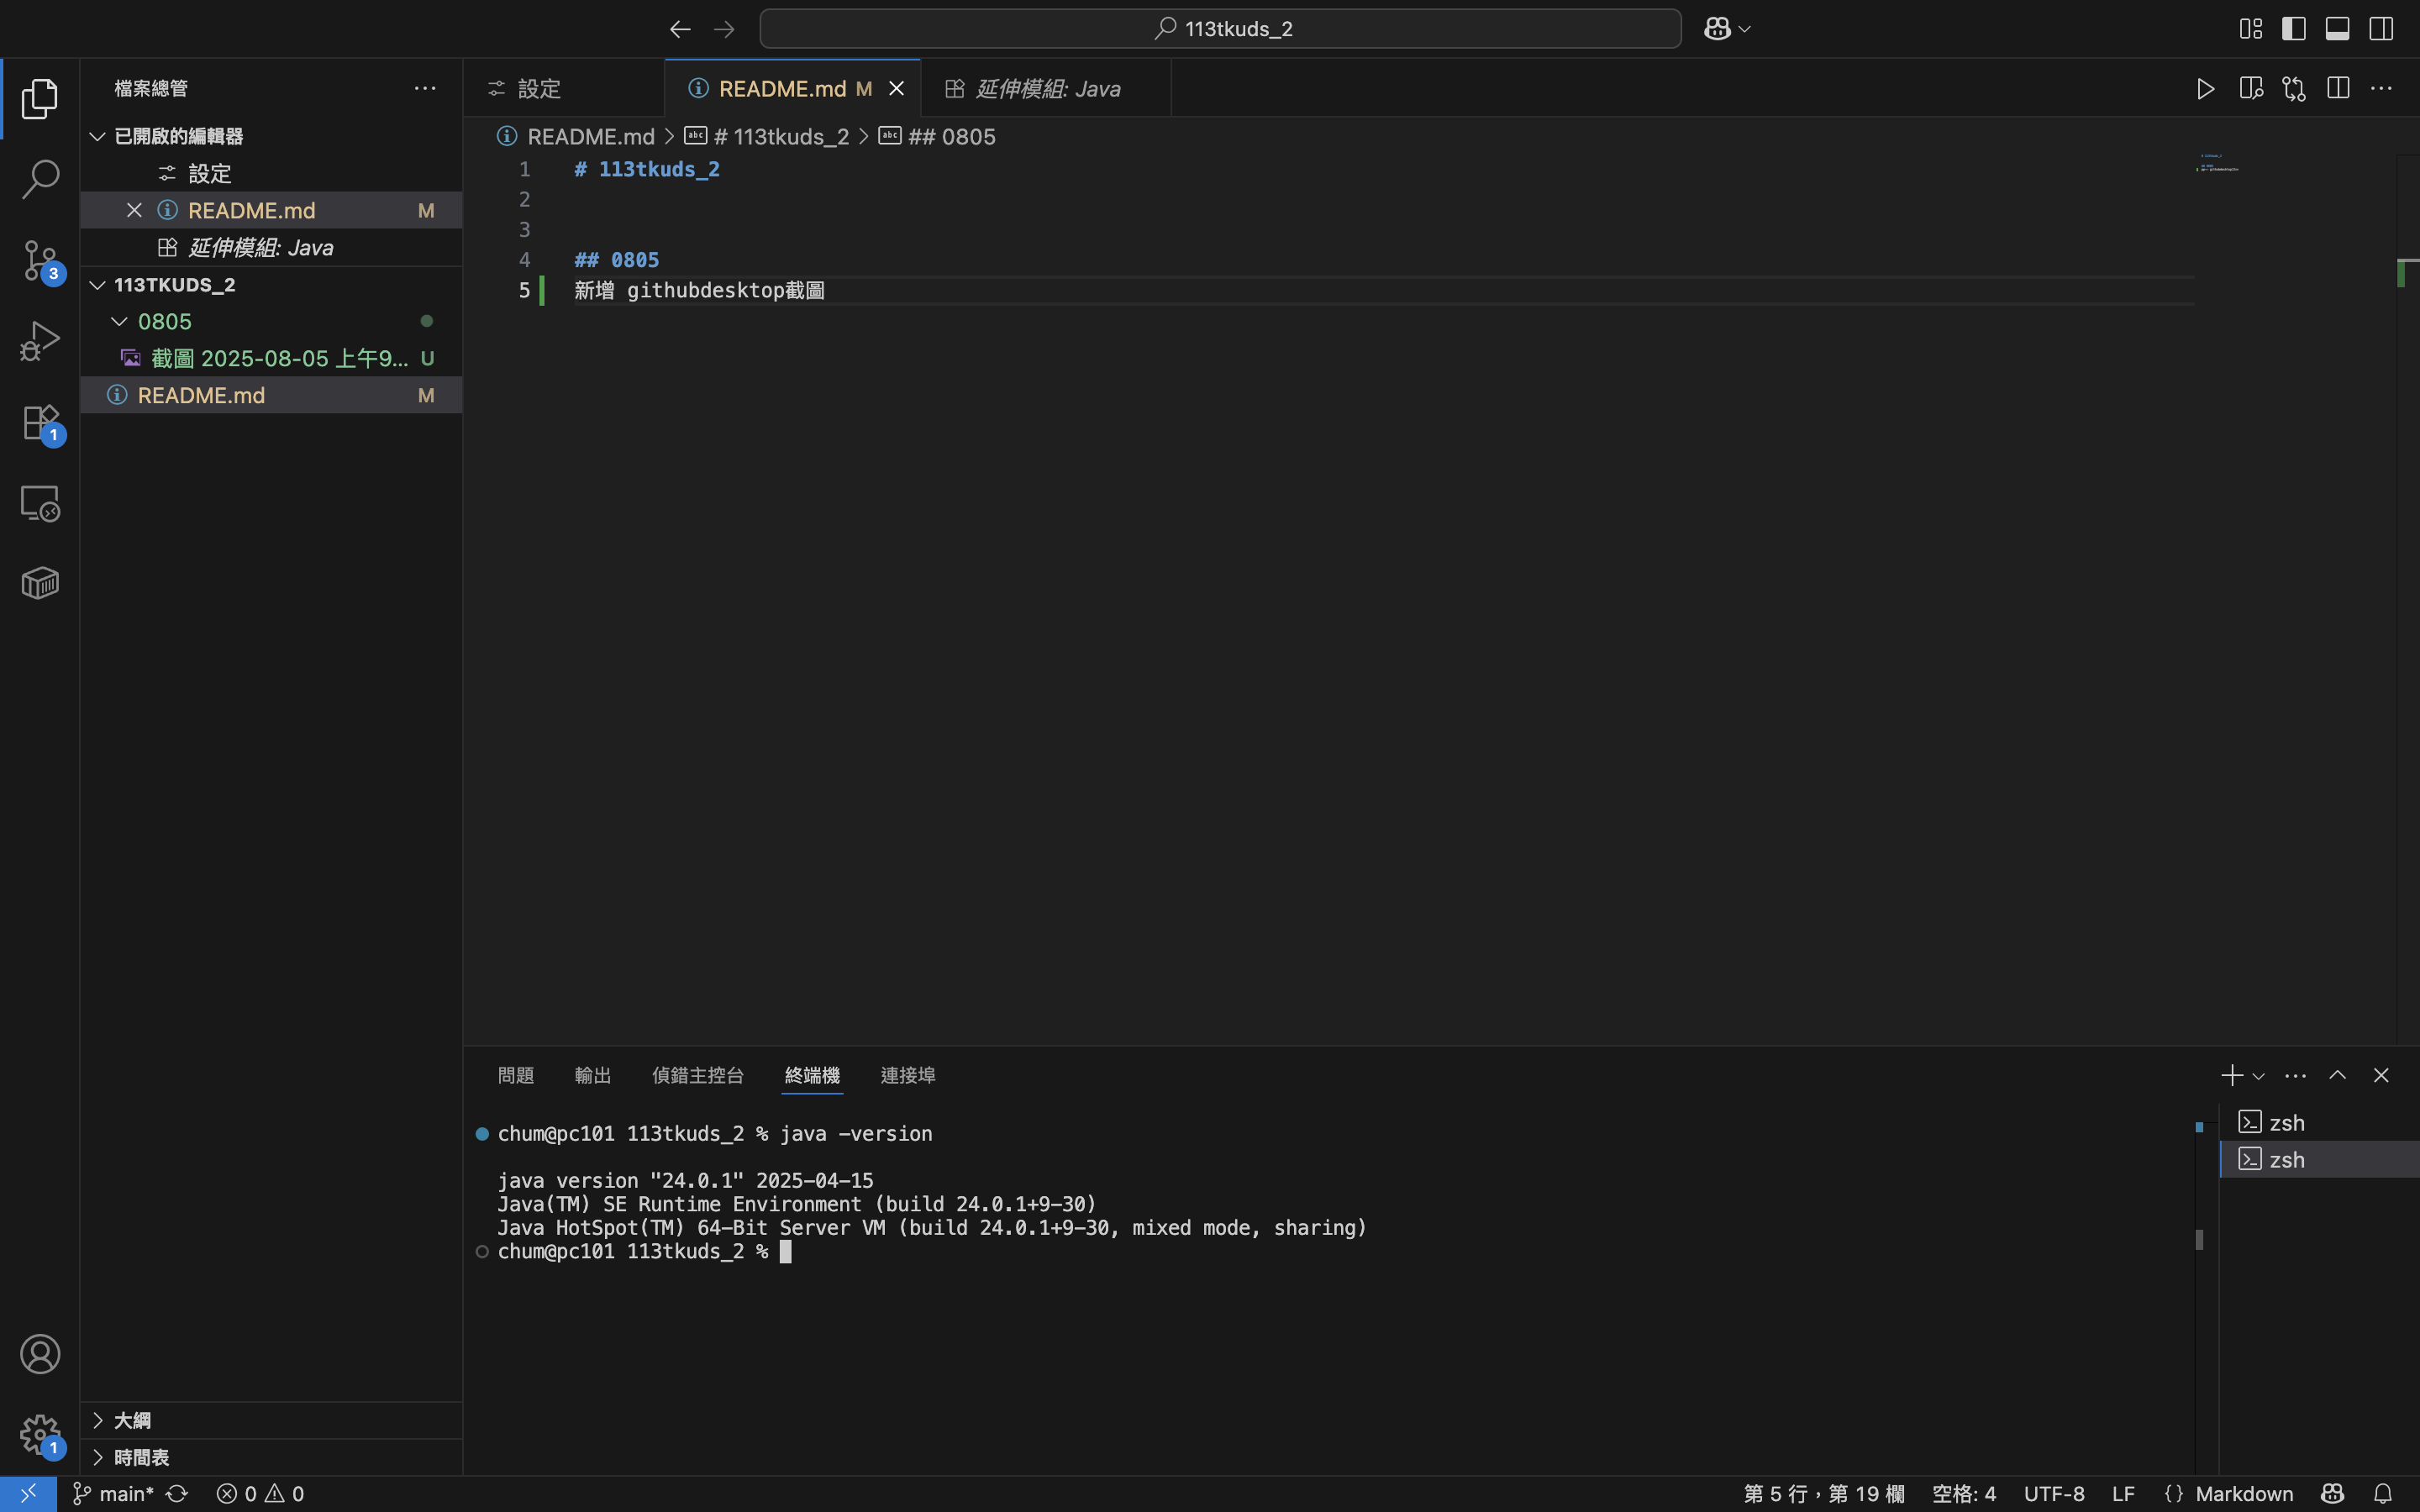 113tkuds_2
檔案總管
設定
README.md M
延伸模組: Java
已開啟的編輯器
設定
README.md M
延伸模組: Java
113TKUDS_2
0805
截圖 2025-08-05 上午9... U
README.md M
3
1
README.md > # 113tkuds_2 > ## 0805
1 # 113tkuds_2
2
3
4 ## 0805
5 新增 githubdesktop截圖
問題 輸出 偵錯主控台 終端機 連接埠
chum@pc101 113tkuds_2 % java -version
java version "24.0.1" 2025-04-15
Java(TM) SE Runtime Environment (build 24.0.1+9-30)
Java HotSpot(TM) 64-Bit Server VM (build 24.0.1+9-30, mixed mode, sharing)
chum@pc101 113tkuds_2 %
zsh
zsh
大綱
時間表
1
main* 0 0
第 5 行，第 19 欄 空格: 4 UTF-8 LF {} Markdown